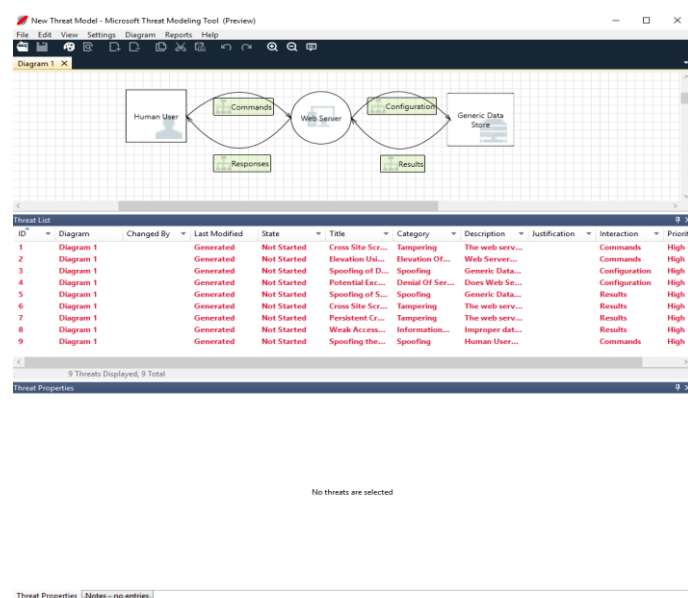 New Threat Model - Microsoft Threat Modeling Tool (Preview)
File Edit View Settings Diagram Reports Help
Diagram 1 X
Commands
Configuration
Human User
Web Server
Generic Data
Store
Responses
Results
Threat List
ID Diagram Changed By Last Modified State Title Category Description Justification Interaction Priorit
1 Diagram 1 Generated Not Started Cross Site Scr... Tampering The web serv... Commands High
2 Diagram 1 Generated Not Started Elevation Usi... Elevation Of... Web Server... Commands High
3 Diagram 1 Generated Not Started Spoofing of D... Spoofing Generic Data... Configuration High
4 Diagram 1 Generated Not Started Potential Exc... Denial Of Ser... Does Web Se... Configuration High
5 Diagram 1 Generated Not Started Spoofing of S... Spoofing Generic Data... Results High
6 Diagram 1 Generated Not Started Cross Site Scr... Tampering The web serv... Results High
7 Diagram 1 Generated Not Started Persistent Cr... Tampering The web serv... Results High
8 Diagram 1 Generated Not Started Weak Access... Information... Improper dat... Results High
9 Diagram 1 Generated Not Started Spoofing the... Spoofing Human User... Commands High
9 Threats Displayed, 9 Total
Threat Properties
No threats are selected
Threat Properties Notes - no entries